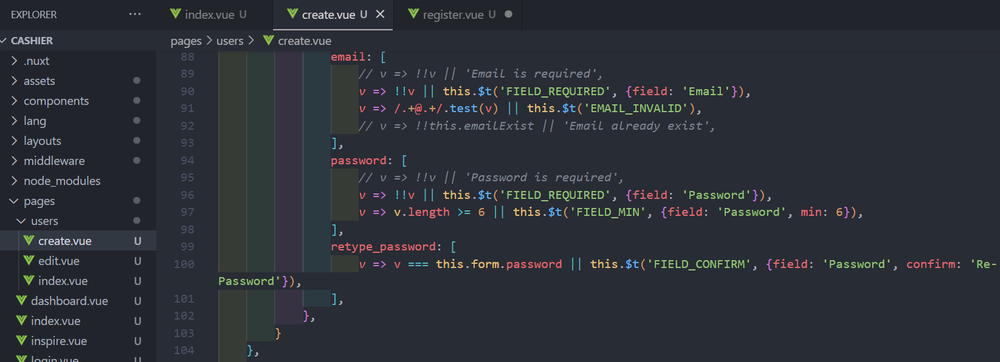 EXPLORER ···
index.vue U
create.vue U
register.vue U
CASHIER
pages > users > create.vue
.nuxt
assets
components
lang
layouts
middleware
node_modules
pages
users
create.vue U
edit.vue U
index.vue U
dashboard.vue U
index.vue U
inspire.vue U
login.vue U
88 email: [
89 // v => !!v || 'Email is required',
90 v => !!v || this.$t('FIELD_REQUIRED', {field: 'Email'}),
91 v => /.+@.+/.test(v) || this.$t('EMAIL_INVALID'),
92 // v => !!this.emailExist || 'Email already exist',
93 ],
94 password: [
95 // v => !!v || 'Password is required',
96 v => !!v || this.$t('FIELD_REQUIRED', {field: 'Password'}),
97 v => v.length >= 6 || this.$t('FIELD_MIN', {field: 'Password', min: 6}),
98 ],
99 retype_password: [
100 v => v === this.form.password || this.$t('FIELD_CONFIRM', {field: 'Password', confirm: 'Re-
Password'}),
101 ],
102 },
103 }
104 },